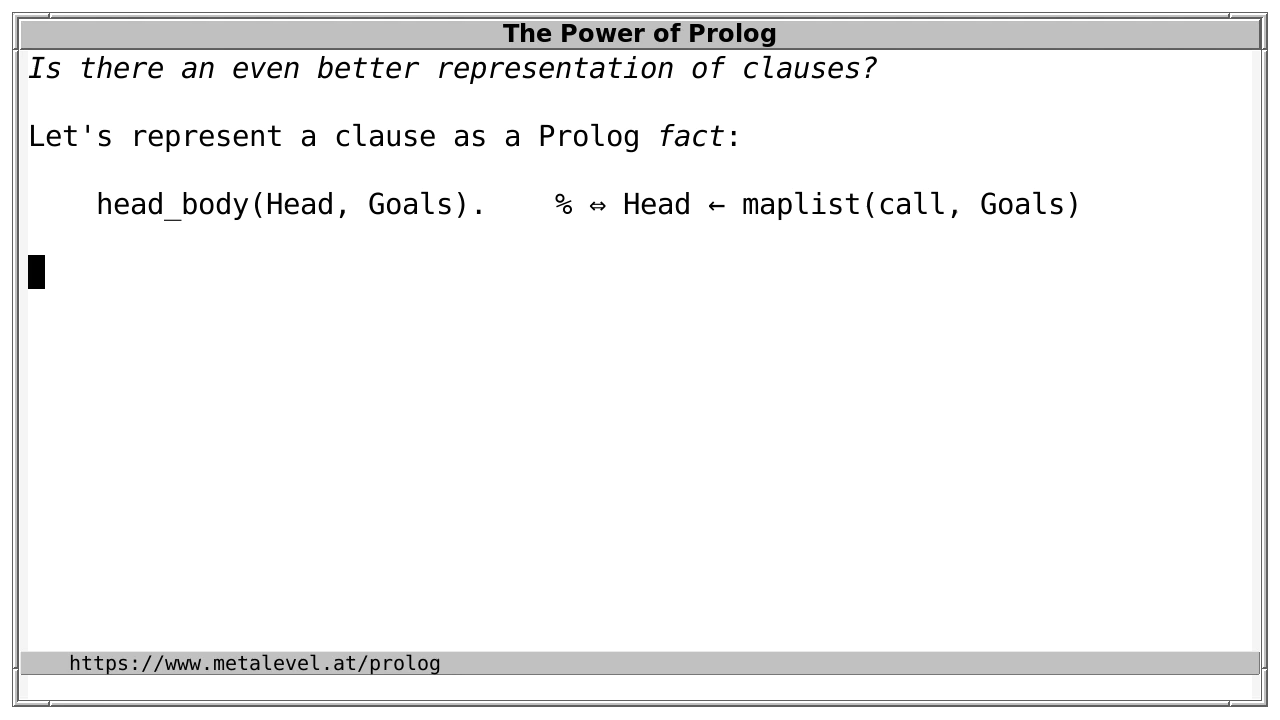 The Power of Prolog
Is there an even better representation of clauses?
Let's represent a clause as a Prolog fact:
head_body(Head, Goals).    % ⇔ Head ← maplist(call, Goals)
https://www.metalevel.at/prolog